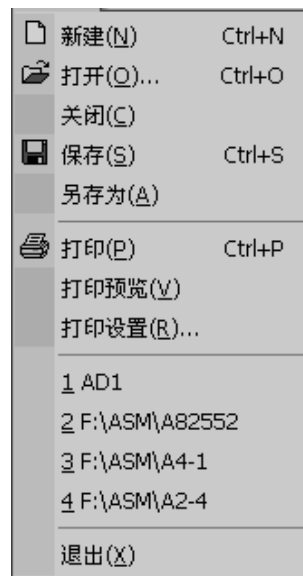 新建(N) Ctrl+N
打开(O)... Ctrl+O
关闭(C)
保存(S) Ctrl+S
另存为(A)
打印(P) Ctrl+P
打印预览(V)
打印设置(R)...
1 AD1
2 F:\ASM\A82552
3 F:\ASM\A4-1
4 F:\ASM\A2-4
退出(X)